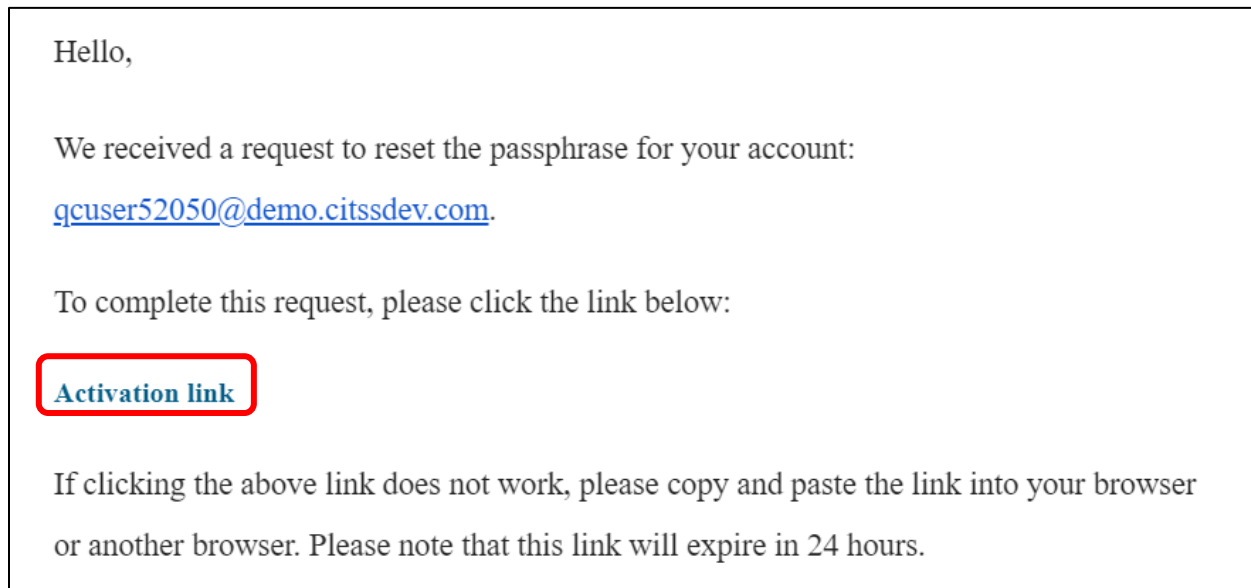 Hello,
We received a request to reset the passphrase for your account:
qcuser52050@demo.citssdev.com.
To complete this request, please click the link below:
Activation link
If clicking the above link does not work, please copy and paste the link into your browser
or another browser. Please note that this link will expire in 24 hours.